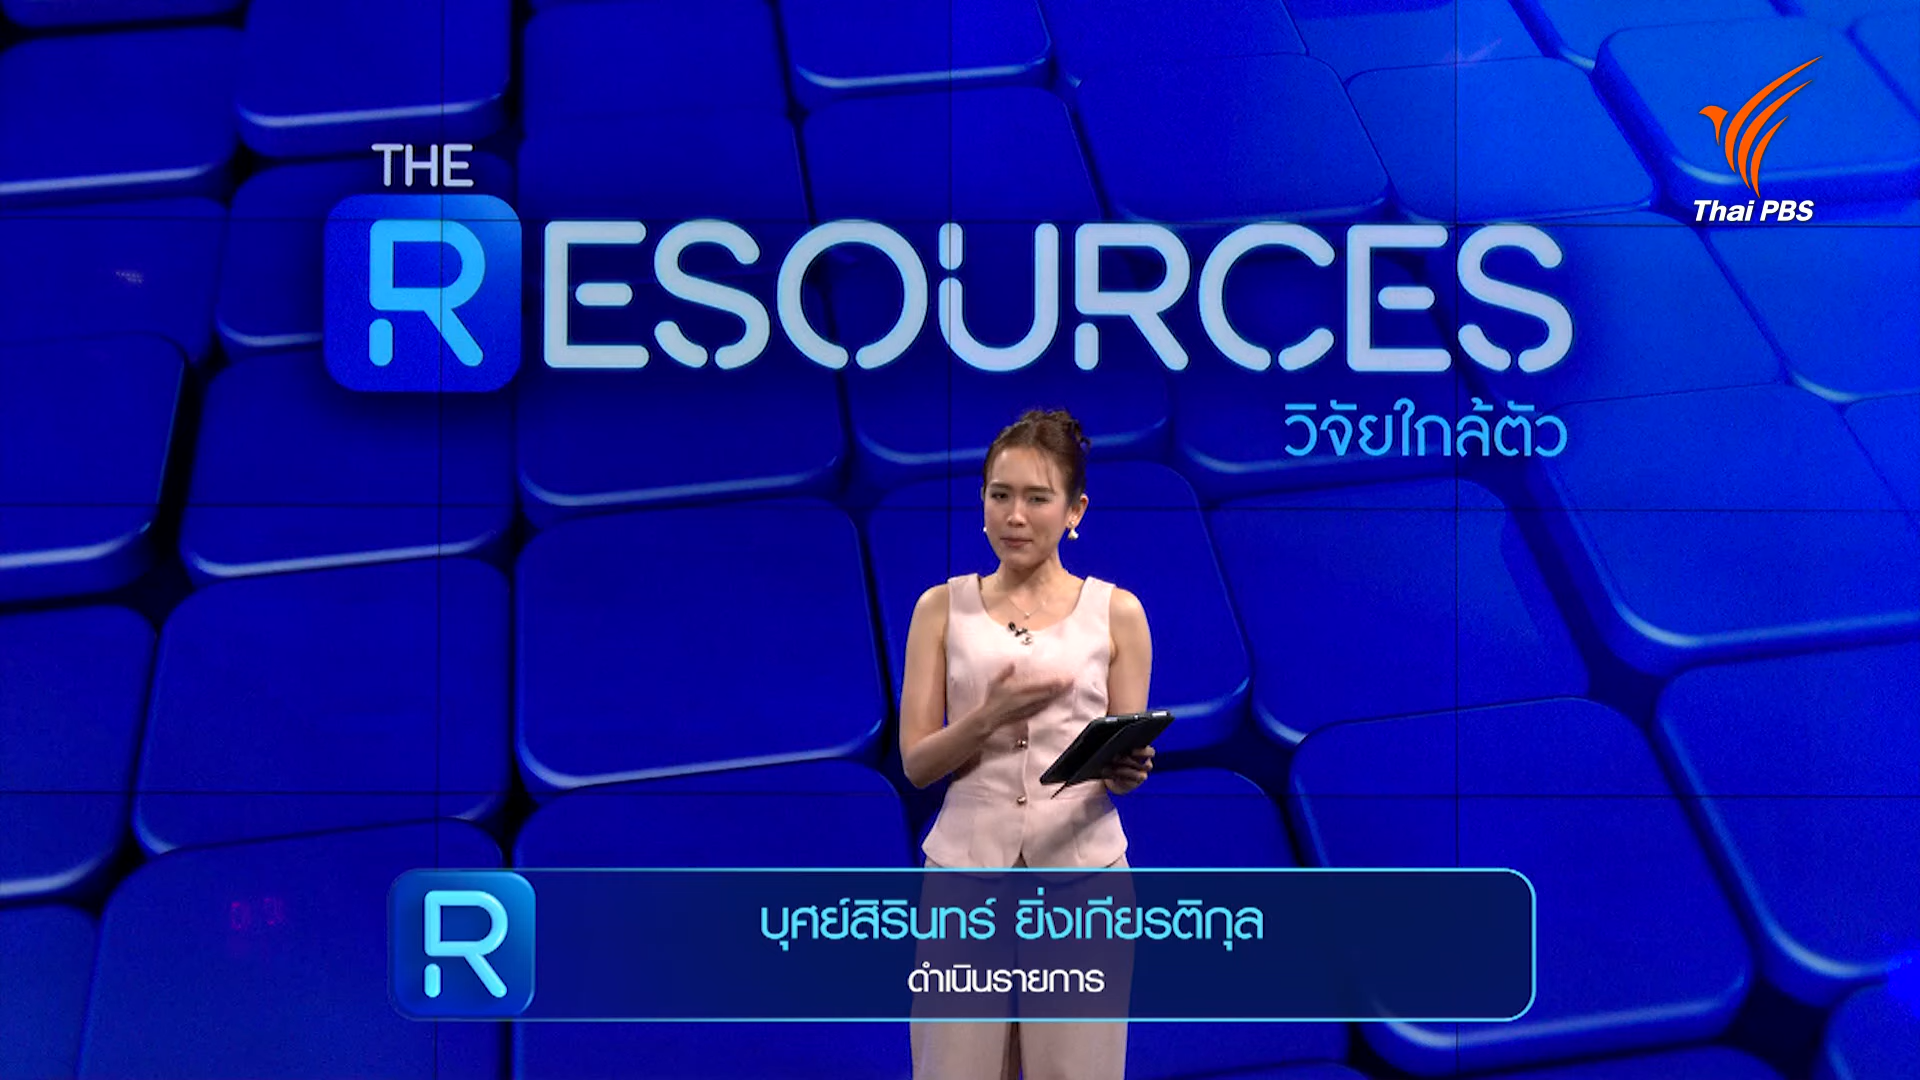 THE
RESOURCES
วิจัยใกล้ตัว
Thai PBS
R
บุศย์สิรินทร์ ยิ่งเกียรติกุล
ดำเนินรายการ